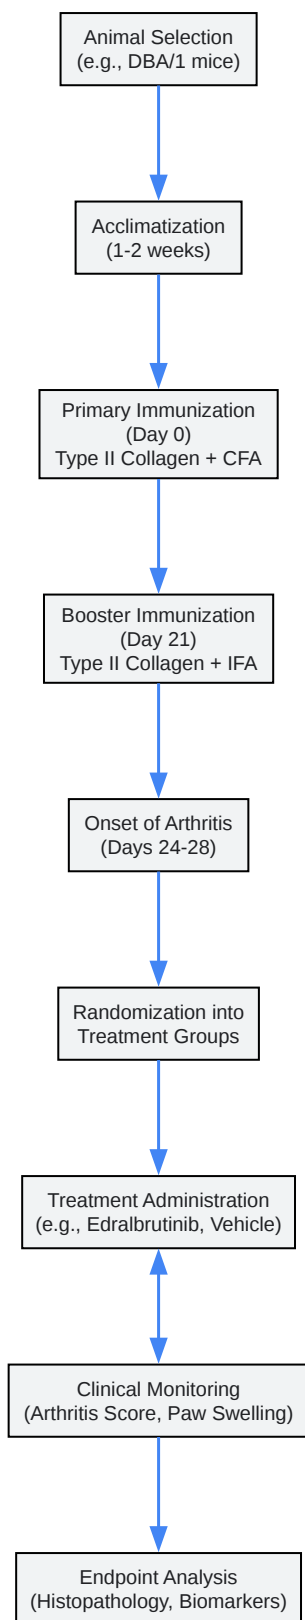 Animal Selection
(e.g., DBA/1 mice)
Acclimatization
(1-2 weeks)
Primary Immunization
(Day 0)
Type II Collagen + CFA
Booster Immunization
(Day 21)
Type II Collagen + IFA
Onset of Arthritis
(Days 24-28)
Randomization into
Treatment Groups
Treatment Administration
(e.g., Edralbrutinib, Vehicle)
Clinical Monitoring
(Arthritis Score, Paw Swelling)
Endpoint Analysis
(Histopathology, Biomarkers)